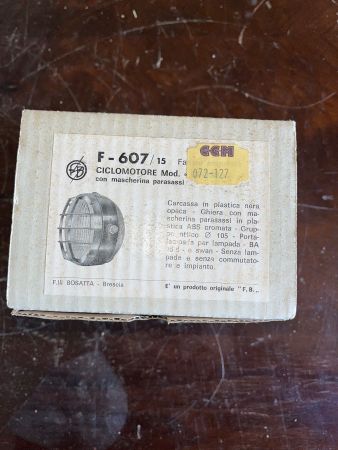 F - 607/15 Fa
CICLOMOTORE Mod.
con mascherina parasassi
CGM
072-127
Carcassa in plastica nera
opaca - Ghiera con ma-
scherina parasassi in pla-
stica ABS cromata - Grup-
po ottico Ø 105 - Porta-
lampada per lampada - BA
15 d e swan - Senza lam-
pada e senza commutato-
re e impianto.
F.lli BOSATTA - Brescia
E' un prodotto originale "F.B...